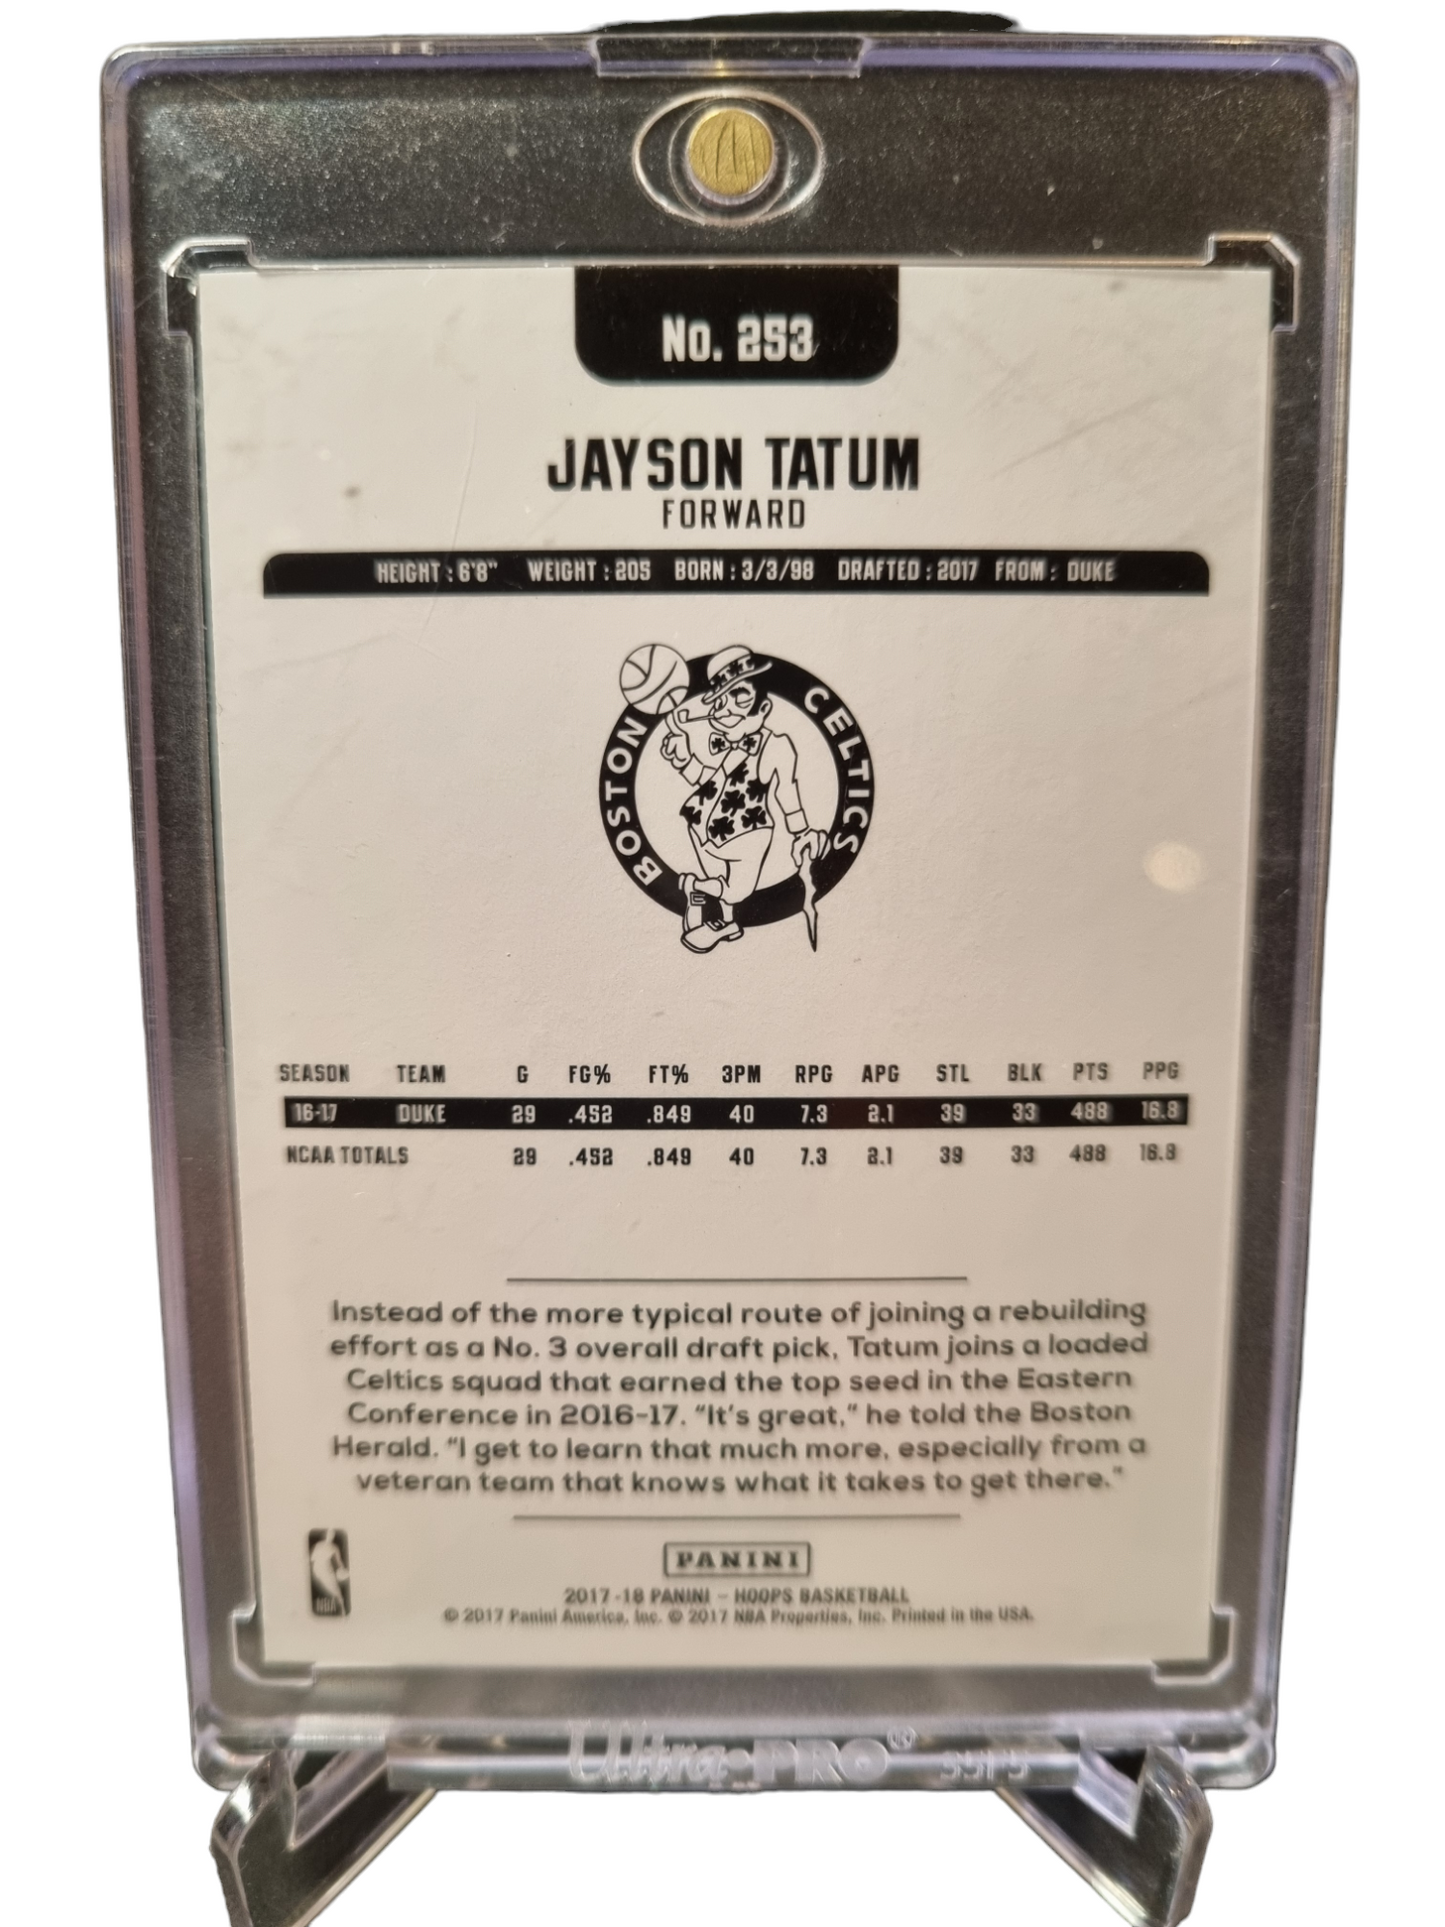 No. 253
JAYSON TATUM
FORWARD
HEIGHT : 6'8" WEIGHT : 205 BORN : 3/3/98 DRAFTED : 2017 FROM : DUKE
BOSTON CELTICS
SEASON TEAM G FG% FT% 3PM RPG APG STL BLK PTS PPG
16-17 DUKE 29 .452 .849 40 7.3 2.1 39 33 488 16.8
NCAA TOTALS 29 .452 .849 40 7.3 2.1 39 33 488 16.8
Instead of the more typical route of joining a rebuilding
effort as a No. 3 overall draft pick, Tatum joins a loaded
Celtics squad that earned the top seed in the Eastern
Conference in 2016-17. "It's great," he told the Boston
Herald. "I get to learn that much more, especially from a
veteran team that knows what it takes to get there."
NBA
PANINI
2017-18 PANINI – HOOPS BASKETBALL
© 2017 Panini America, Inc. © 2017 NBA Properties, Inc. Printed in the USA.
Ultra•PRO®